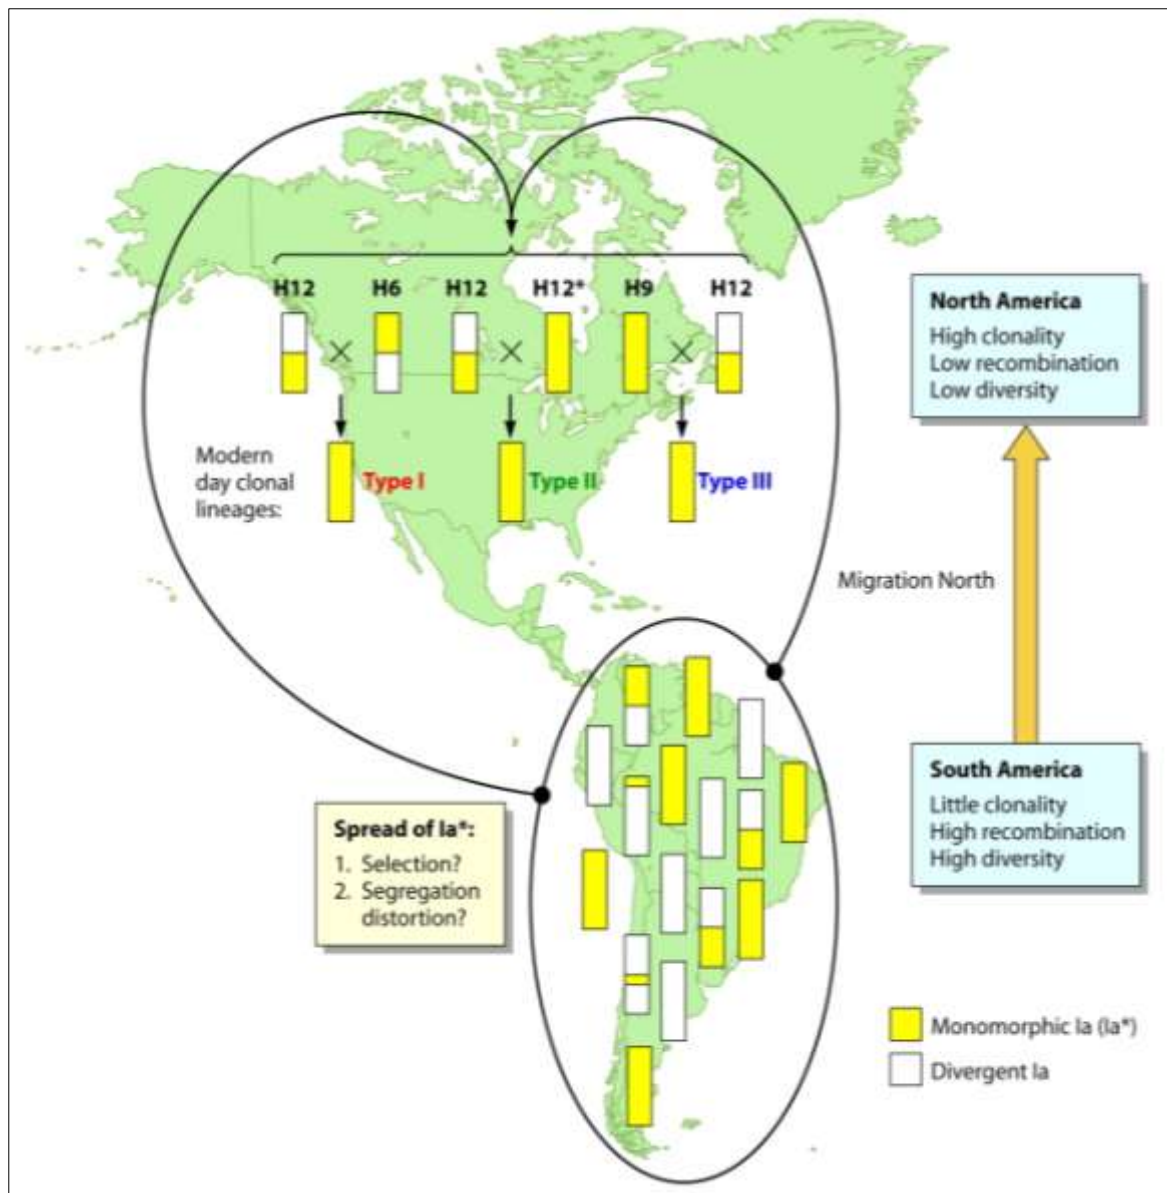 H12 H6 H12 H12* H9 H12
North America
High clonality
Low recombination
Low diversity
Modern
day clonal
lineages:
Type I
Type II
Type III
Migration North
South America
Little clonality
High recombination
High diversity
Spread of Ia*:
1. Selection?
2. Segregation
distortion?
Monomorphic Ia (Ia*)
Divergent Ia